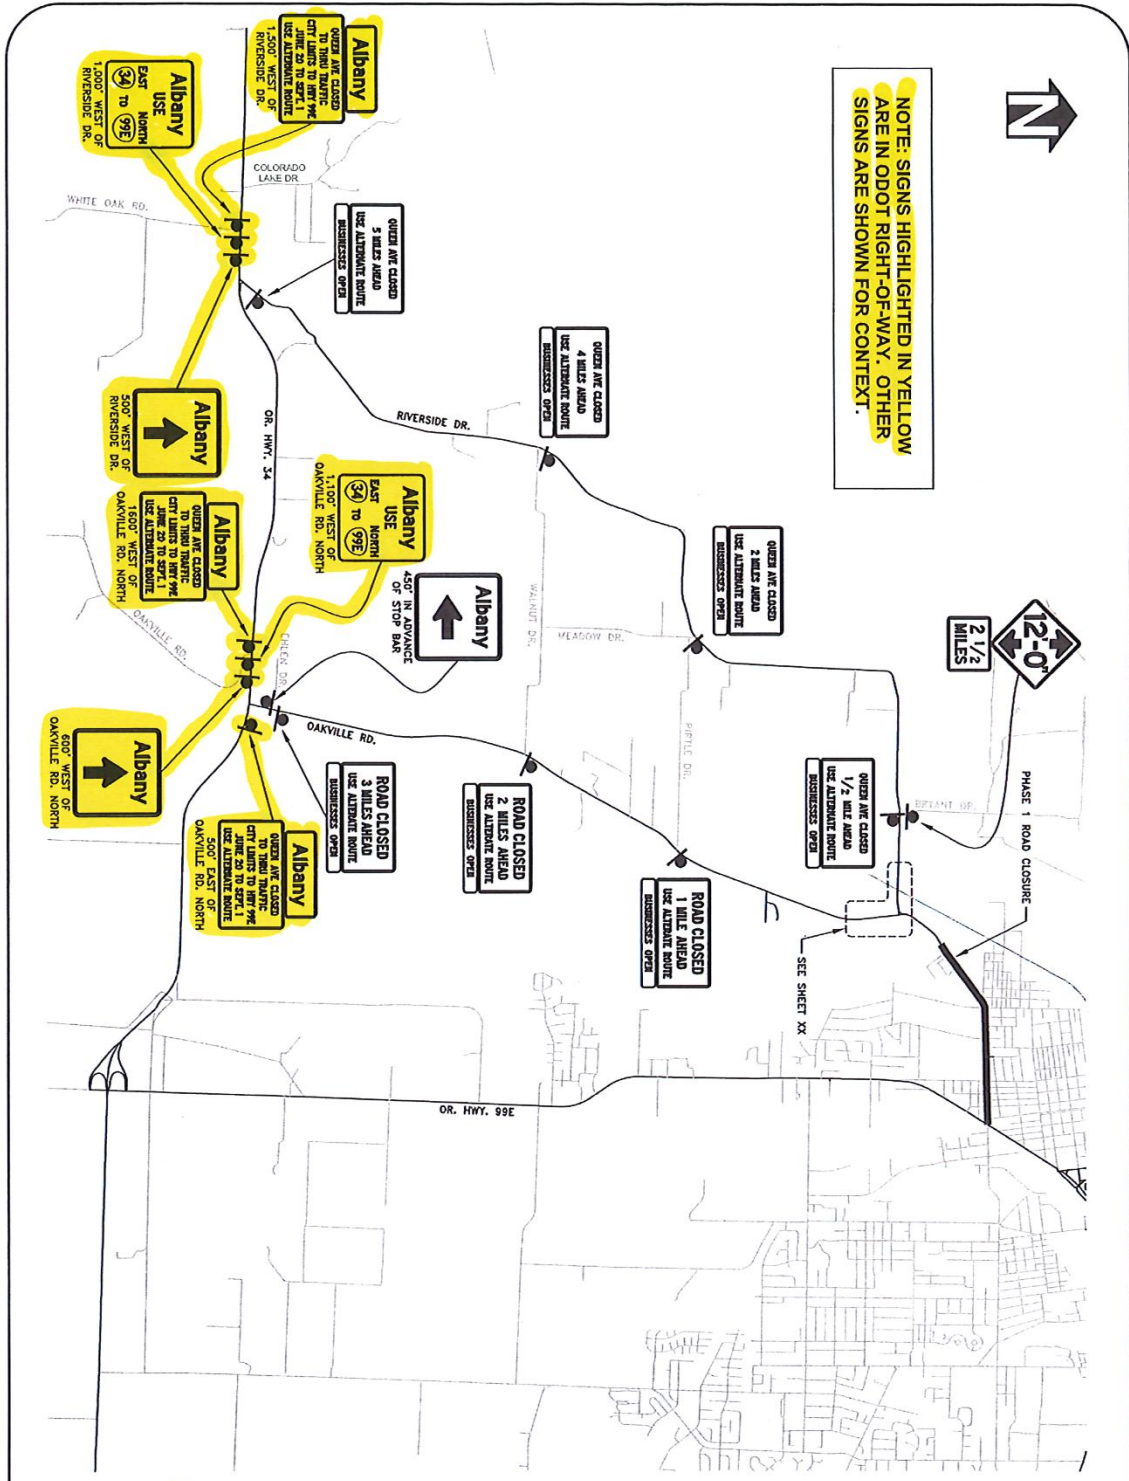 N
NOTE: SIGNS HIGHLIGHTED IN YELLOW
ARE IN ODOT RIGHT-OF-WAY. OTHER
SIGNS ARE SHOWN FOR CONTEXT.
12'-0"
2 1/2
MILES
PHASE 1 ROAD CLOSURE
BRYANT DR.
QUEEN AVE CLOSED
1/2 MILE AHEAD
USE ALTERNATE ROUTE
BUSINESSES OPEN
SEE SHEET XX
QUEEN AVE CLOSED
2 MILES AHEAD
USE ALTERNATE ROUTE
BUSINESSES OPEN
ROAD CLOSED
1 MILE AHEAD
USE ALTERNATE ROUTE
BUSINESSES OPEN
PIRTLE DR.
MEADOW DR.
QUEEN AVE CLOSED
4 MILES AHEAD
USE ALTERNATE ROUTE
BUSINESSES OPEN
WALNUT DR.
ROAD CLOSED
2 MILES AHEAD
USE ALTERNATE ROUTE
BUSINESSES OPEN
OR. HWY. 99E
RIVERSIDE DR.
Albany
450' IN ADVANCE
OF STOP BAR
QUEEN AVE CLOSED
5 MILES AHEAD
USE ALTERNATE ROUTE
BUSINESSES OPEN
Albany
USE
EAST NORTH
34 TO 99E
1,100' WEST OF
OAKVILLE RD. NORTH
ROAD CLOSED
3 MILES AHEAD
USE ALTERNATE ROUTE
BUSINESSES OPEN
OAKVILLE RD.
EHLEN DR.
Albany
QUEEN AVE CLOSED
TO THRU TRAFFIC
CITY LIMITS TO HWY 99E
JUNE 20 TO SEPT. 1
USE ALTERNATE ROUTE
1,500' WEST OF
RIVERSIDE DR.
COLORADO
LAKE DR.
OR. HWY. 34
Albany
QUEEN AVE CLOSED
TO THRU TRAFFIC
CITY LIMITS TO HWY 99E
JUNE 20 TO SEPT. 1
USE ALTERNATE ROUTE
500' EAST OF
OAKVILLE RD. NORTH
Albany
USE
EAST NORTH
34 TO 99E
1,000' WEST OF
RIVERSIDE DR.
WHITE OAK RD.
Albany
500' WEST OF
RIVERSIDE DR.
Albany
QUEEN AVE CLOSED
TO THRU TRAFFIC
CITY LIMITS TO HWY 99E
JUNE 20 TO SEPT. 1
USE ALTERNATE ROUTE
1600' WEST OF
OAKVILLE RD. NORTH
OAKVILLE RD.
Albany
600' WEST OF
OAKVILLE RD. NORTH